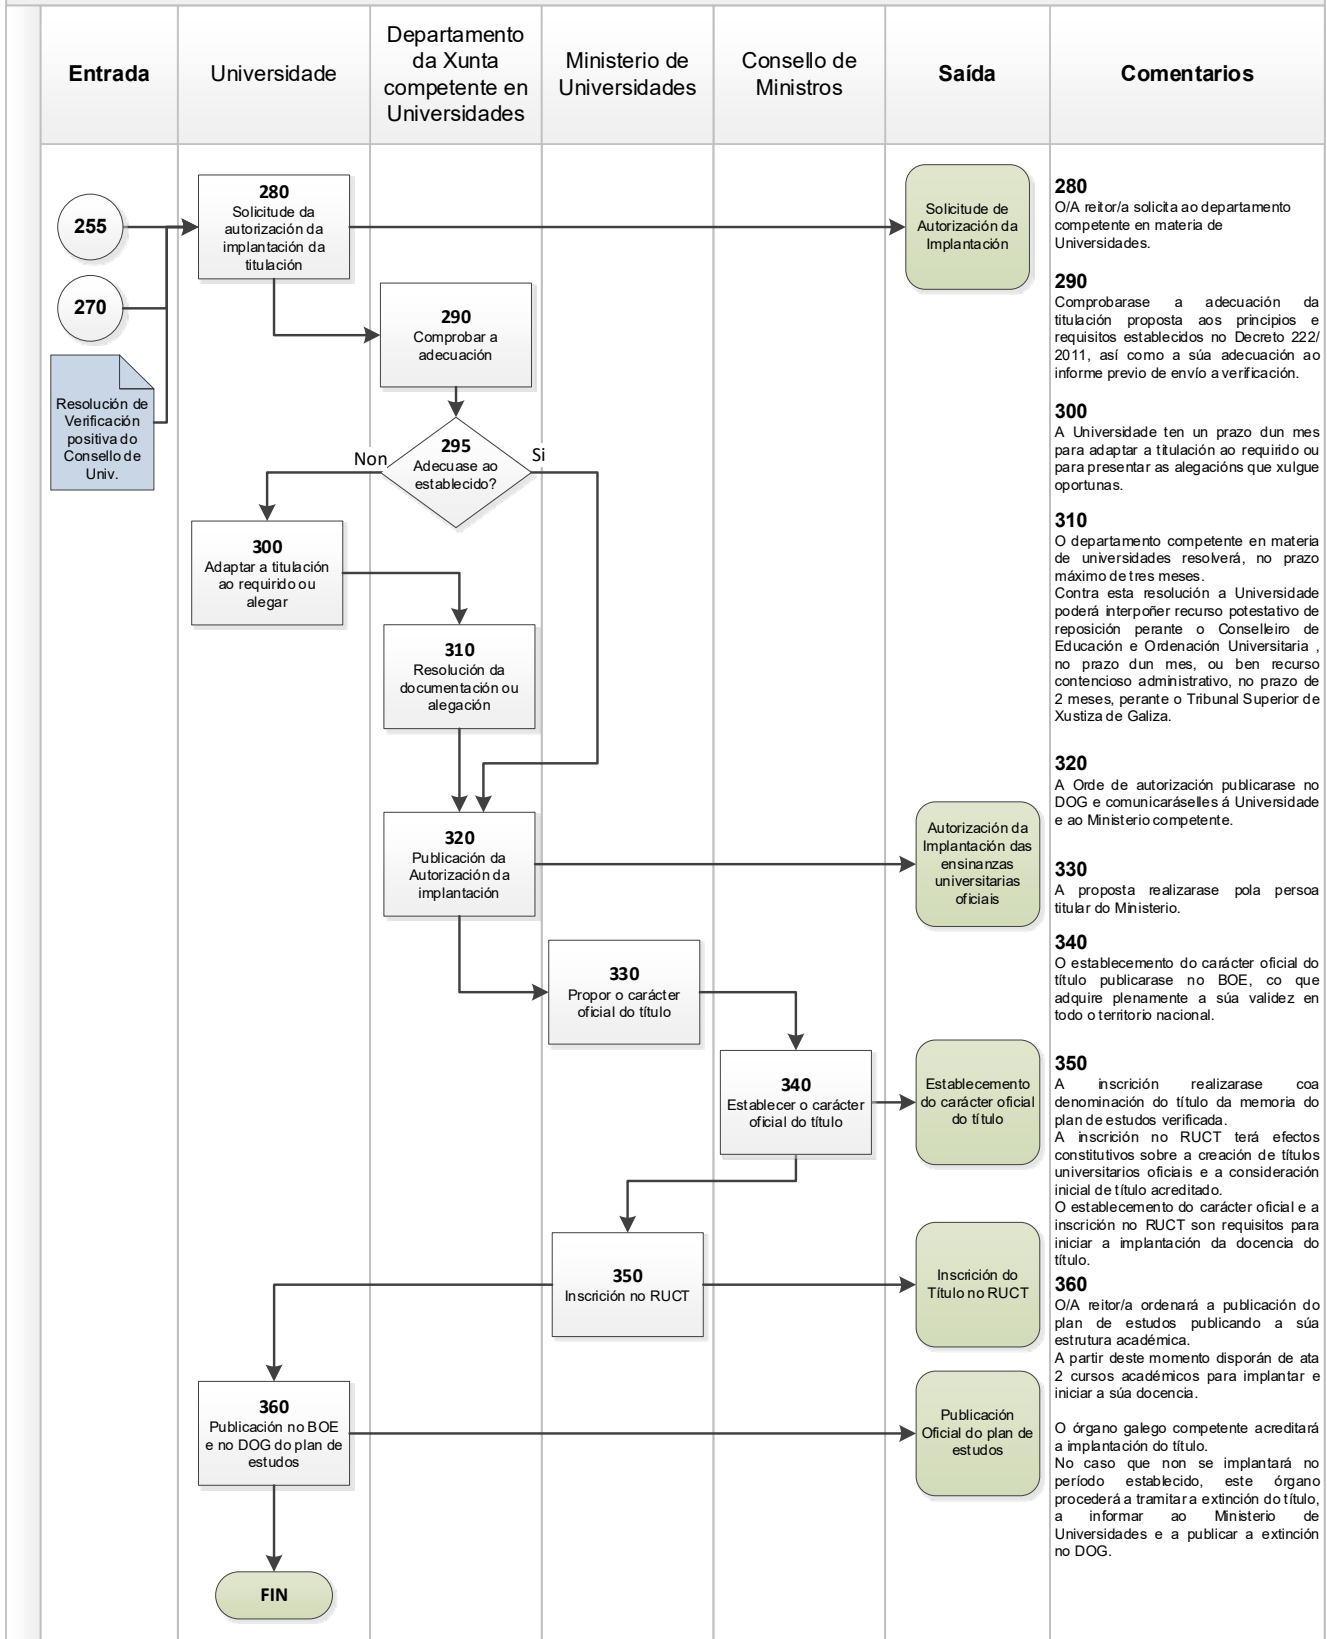 Entrada
Universidade
Departamento
da Xunta
competente en
Universidades
Ministerio de
Universidades
Consello de
Ministros
Saída
Comentarios
255
270
Resolución de
Verificación
positiva do
Consello de
Univ.
280
Solicitude da
autorización da
implantación da
titulación
Solicitude de
Autorización da
Implantación
290
Comprobar a
adecuación
295
Adecuase ao
establecido?
Non
Si
300
Adaptar a titulación
ao requirido ou
alegar
310
Resolución da
documentación ou
alegación
320
Publicación da
Autorización da
implantación
Autorización da
Implantación das
ensinanzas
universitarias
oficiais
330
Propor o carácter
oficial do título
340
Establecer o carácter
oficial do título
Establecemento
do carácter oficial
do título
350
Inscrición no RUCT
Inscrición do
Título no RUCT
360
Publicación no BOE
e no DOG do plan de
estudos
Publicación
Oficial do plan de
estudos
FIN
280
O/A reitor/a solicita ao departamento
competente en materia de
Universidades.
290
Comprobarase a adecuación da
titulación proposta aos principios e
requisitos establecidos no Decreto 222/
2011, así como a súa adecuación ao
informe previo de envío a verificación.
300
A Universidade ten un prazo dun mes
para adaptar a titulación ao requirido ou
para presentar as alegacións que xulgue
oportunas.
310
O departamento competente en materia
de universidades resolverá, no prazo
máximo de tres meses.
Contra esta resolución a Universidade
poderá interpoñer recurso potestativo de
reposición perante o Conselleiro de
Educación e Ordenación Universitaria ,
no prazo dun mes, ou ben recurso
contencioso administrativo, no prazo de
2 meses, perante o Tribunal Superior de
Xustiza de Galiza.
320
A Orde de autorización publicarase no
DOG e comunicaráselles á Universidade
e ao Ministerio competente.
330
A proposta realizarase pola persoa
titular do Ministerio.
340
O establecemento do carácter oficial do
título publicarase no BOE, co que
adquire plenamente a súa validez en
todo o territorio nacional.
350
A inscrición realizarase coa
denominación do título da memoria do
plan de estudos verificada.
A inscrición no RUCT terá efectos
constitutivos sobre a creación de títulos
universitarios oficiais e a consideración
inicial de título acreditado.
O establecemento do carácter oficial e a
inscrición no RUCT son requisitos para
iniciar a implantación da docencia do
título.
360
O/A reitor/a ordenará a publicación do
plan de estudos publicando a súa
estrutura académica.
A partir deste momento disporán de ata
2 cursos académicos para implantar e
iniciar a súa docencia.
O órgano galego competente acreditará
a implantación do título.
No caso que non se implantará no
período establecido, este órgano
procederá a tramitar a extinción do título,
a informar ao Ministerio de
Universidades e a publicar a extinción
no DOG.